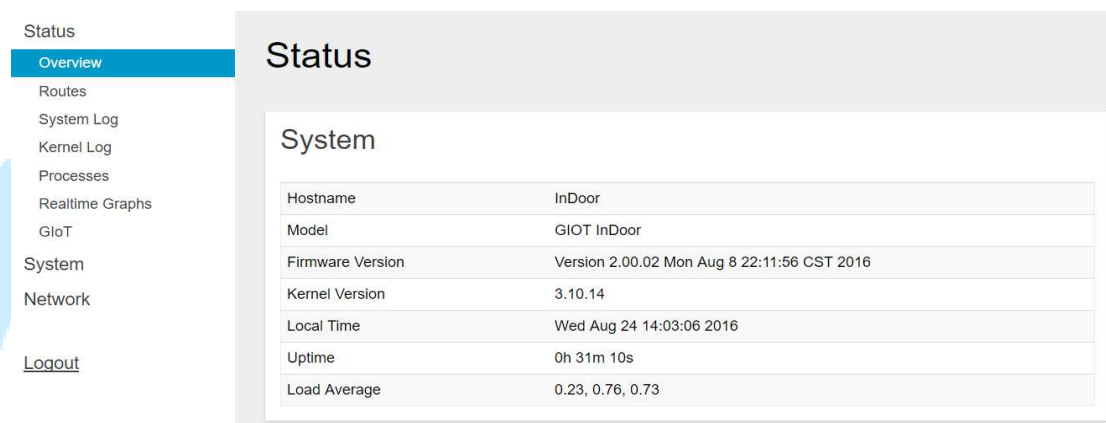 Status
Overview
Routes
System Log
Kernel Log
Processes
Realtime Graphs
GIoT
System
Network
Logout
Status
System
Hostname InDoor
Model GIOT InDoor
Firmware Version Version 2.00.02 Mon Aug 8 22:11:56 CST 2016
Kernel Version 3.10.14
Local Time Wed Aug 24 14:03:06 2016
Uptime 0h 31m 10s
Load Average 0.23, 0.76, 0.73